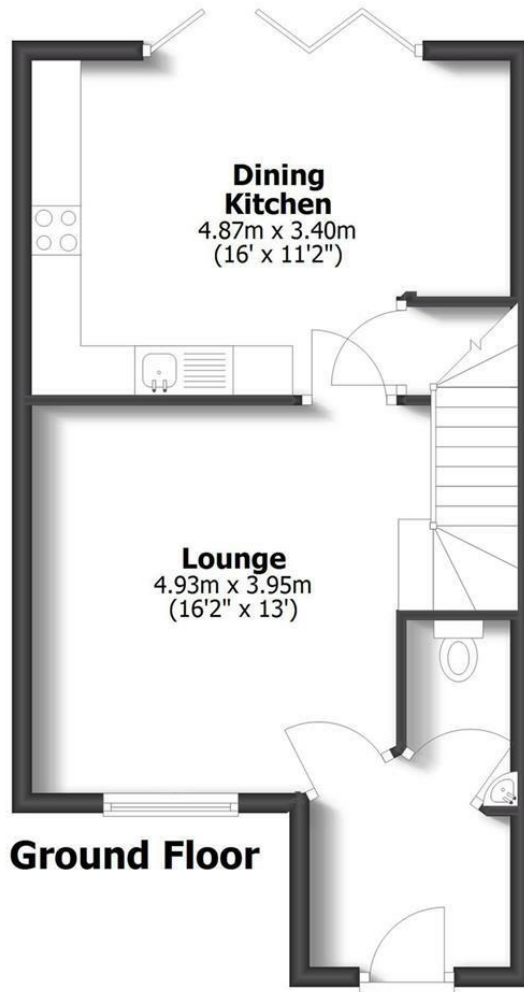 Dining
Kitchen
4.87m x 3.40m
(16' x 11'2")
Lounge
4.93m x 3.95m
(16'2" x 13')
Ground Floor